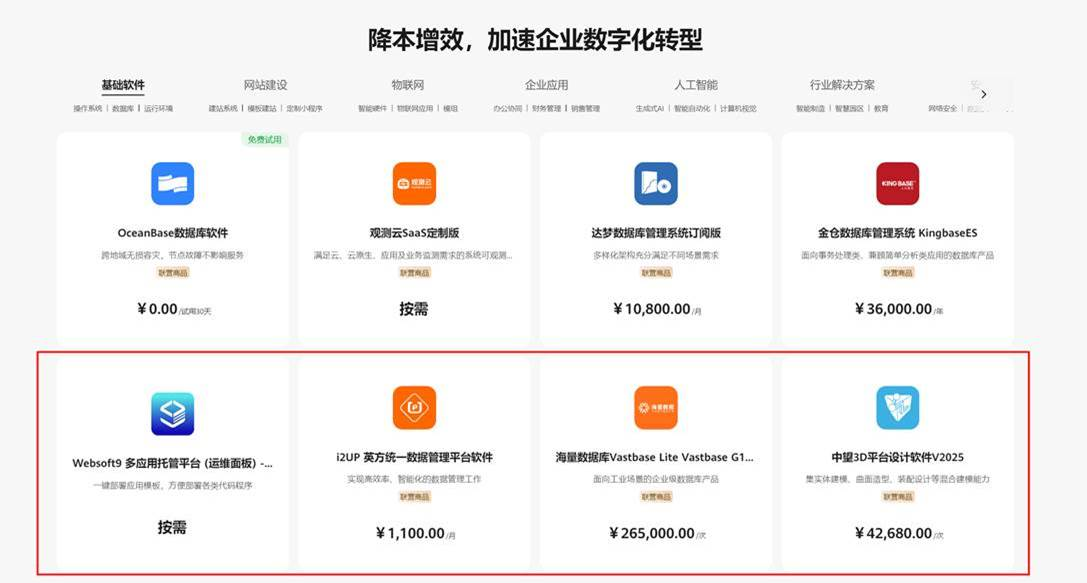 降本增效，加速企业数字化转型
基础软件 网站建设 物联网 企业应用 人工智能 行业解决方案
操作系统 | 数据库 | 运行环境 建站系统 | 模板建站 | 定制小程序 智能硬件 | 物联网应用 | 模组 办公协同 | 财务管理 | 销售管理 生成式AI | 智能自动化 | 计算机视觉 智能制造 | 智慧园区 | 教育 网络安全
免费试用
观测云
KINGBASE
OceanBase数据库软件
跨地域无损容灾，节点故障不影响服务
联营商品
¥0.00/试用30天
观测云SaaS定制版
满足云、云原生、应用及业务监测需求的系统可观测...
联营商品
按需
达梦数据库管理系统订阅版
多样化架构充分满足不同场景需求
联营商品
¥10,800.00/月
金仓数据库管理系统 KingbaseES
面向事务处理类、兼顾简单分析类应用的数据库产品
联营商品
¥36,000.00/年
海量数据
Websoft9 多应用托管平台 (运维面板) -...
一键部署应用模板，方便部署各类代码程序
按需
i2UP 英方统一数据管理平台软件
实现高效率、智能化的数据管理工作
联营商品
¥1,100.00/月
海量数据库Vastbase Lite Vastbase G1...
面向工业场景的企业级数据库产品
联营商品
¥265,000.00/次
中望3D平台设计软件V2025
集实体建模、曲面造型、装配设计等混合建模能力
联营商品
¥42,680.00/次